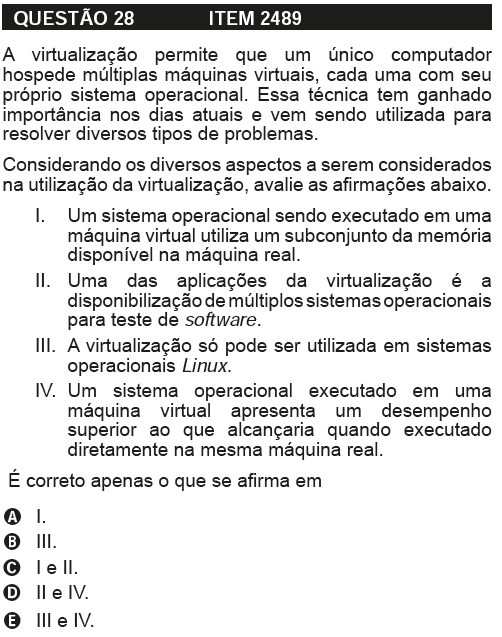 QUESTÃO 28 ITEM 2489
A virtualização permite que um único computador
hospede múltiplas máquinas virtuais, cada uma com seu
próprio sistema operacional. Essa técnica tem ganhado
importância nos dias atuais e vem sendo utilizada para
resolver diversos tipos de problemas.
Considerando os diversos aspectos a serem considerados
na utilização da virtualização, avalie as afirmações abaixo.
I. Um sistema operacional sendo executado em uma
máquina virtual utiliza um subconjunto da memória
disponível na máquina real.
II. Uma das aplicações da virtualização é a
disponibilização de múltiplos sistemas operacionais
para teste de software.
III. A virtualização só pode ser utilizada em sistemas
operacionais Linux.
IV. Um sistema operacional executado em uma
máquina virtual apresenta um desempenho
superior ao que alcançaria quando executado
diretamente na mesma máquina real.
É correto apenas o que se afirma em
A I.
B III.
C I e II.
D II e IV.
E III e IV.